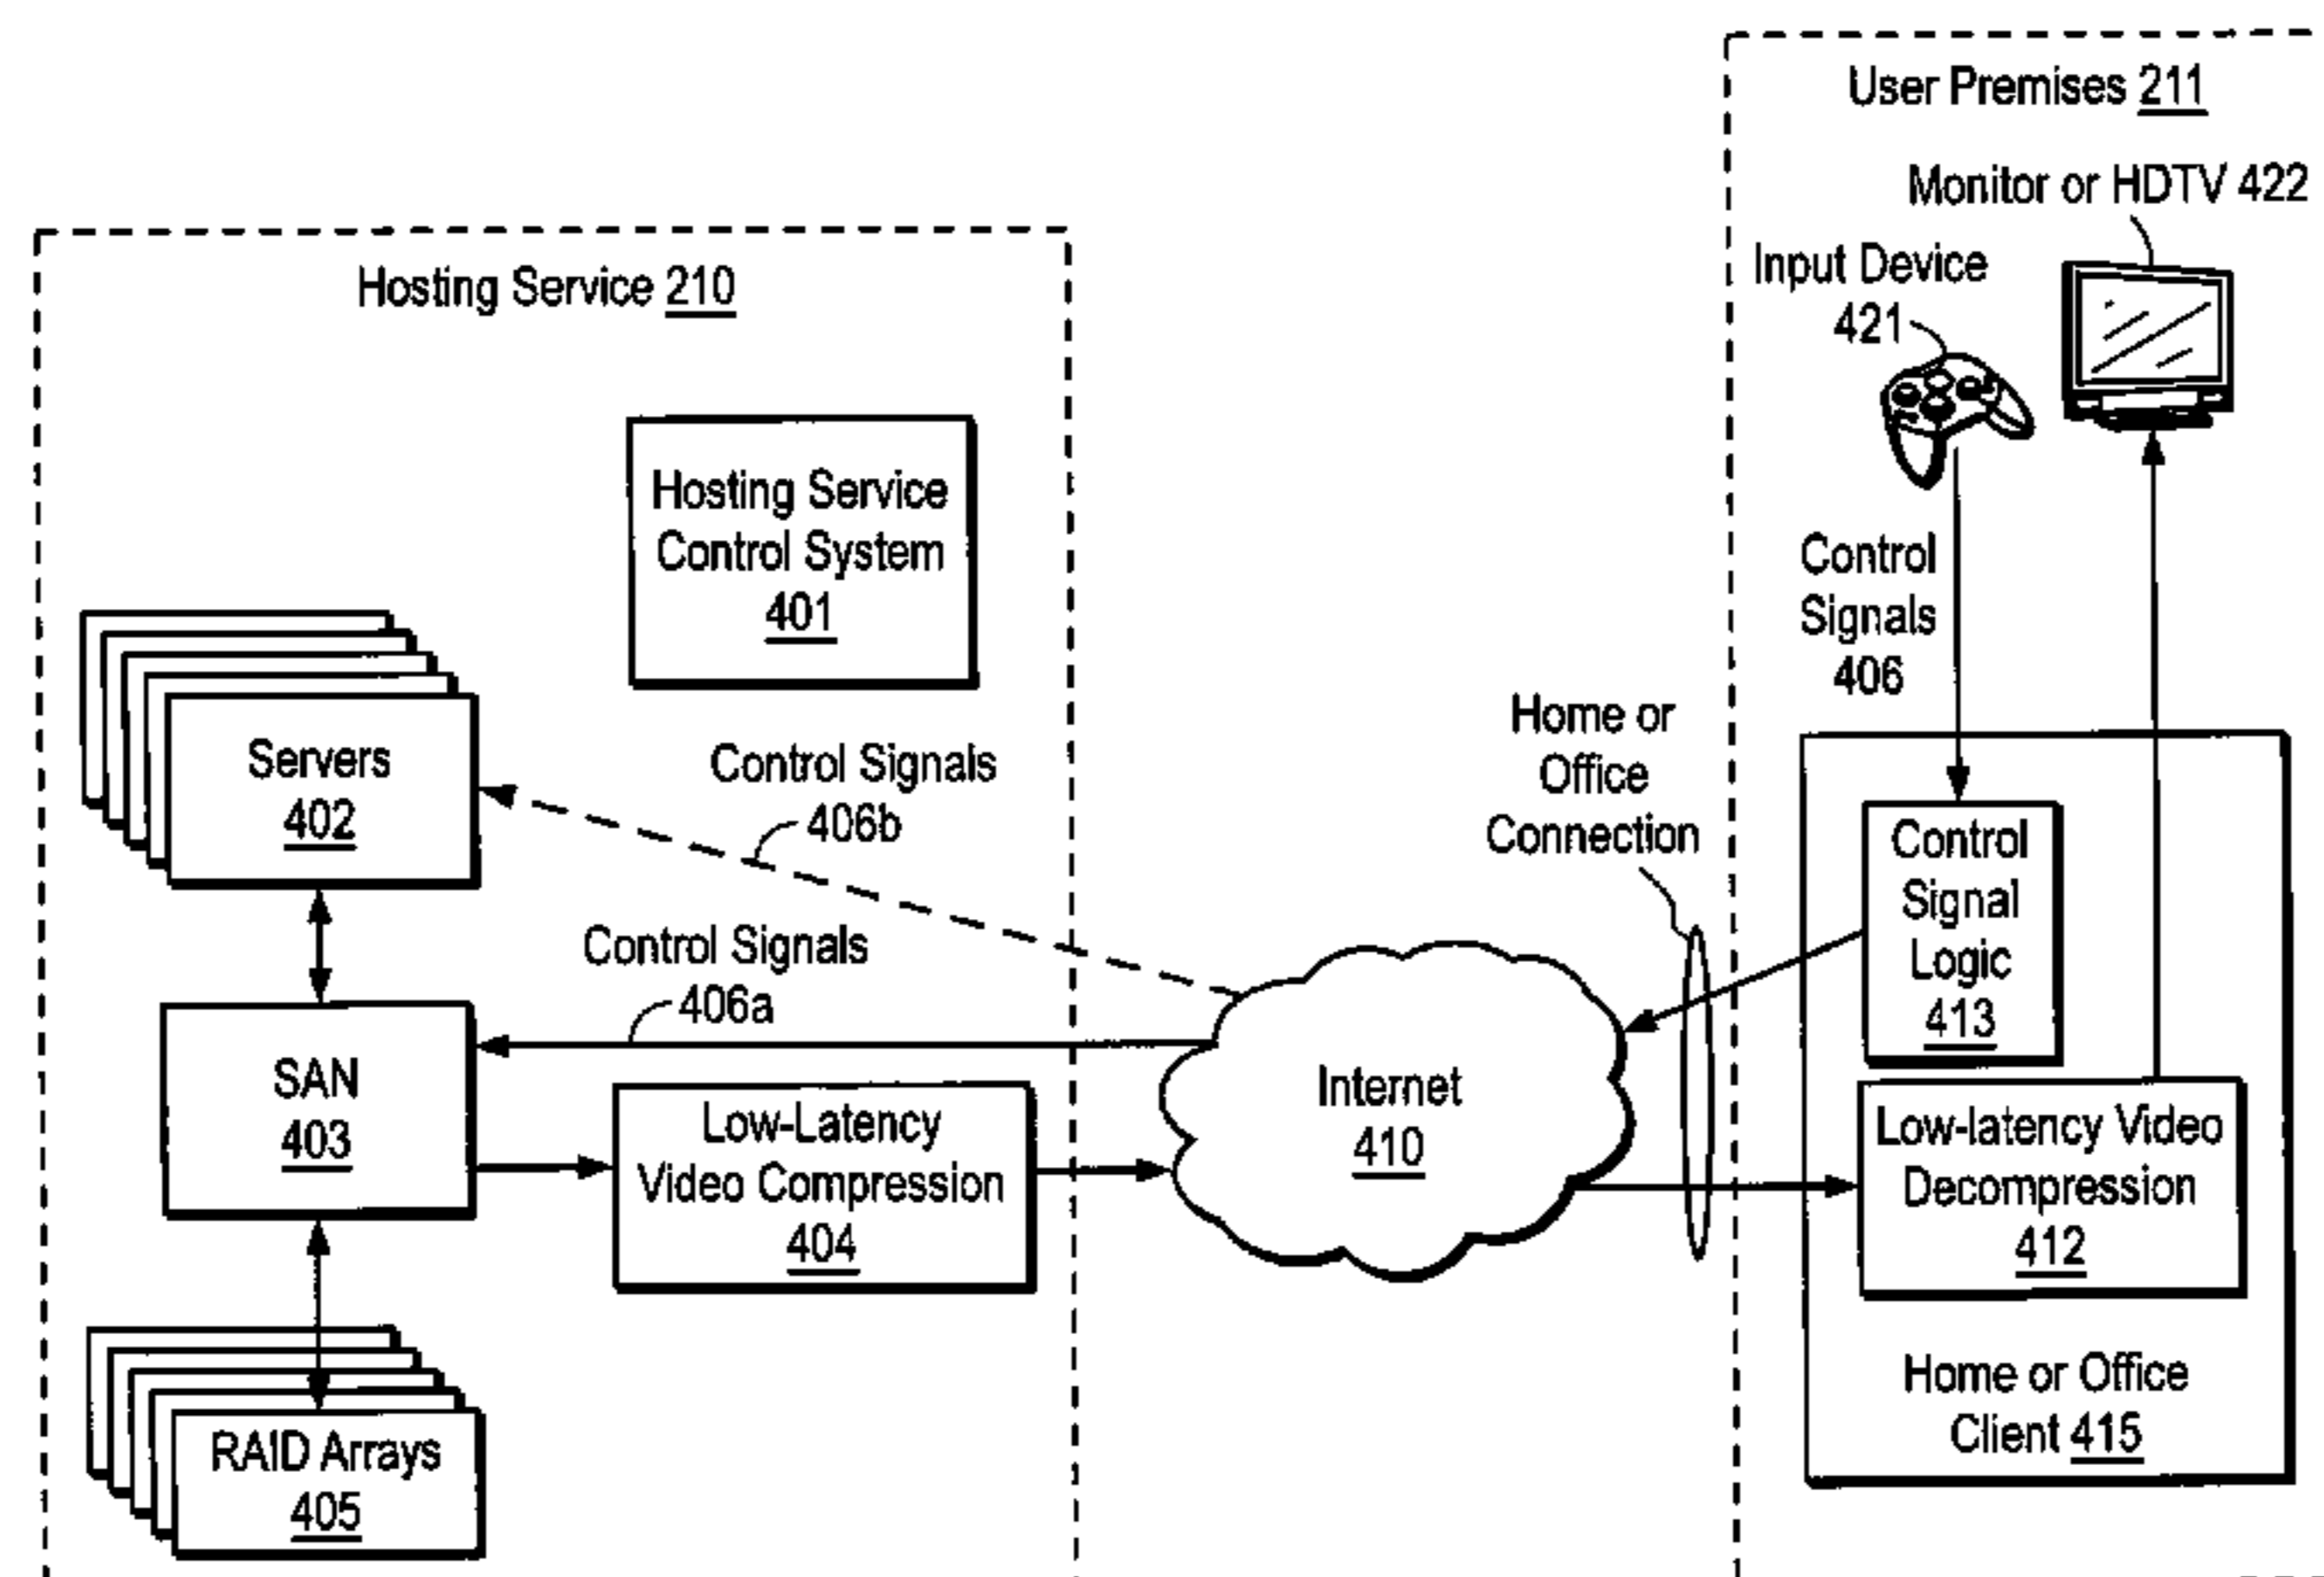 User Premises 211
Monitor or HDTV 422
Input Device
421
Hosting Service 210
Hosting Service
Control System
401
Control
Signals
406
Servers
402
Control Signals
406b
Home or
Office
Connection
Control
Signal
Logic
413
Control Signals
406a
SAN
403
Low-Latency
Video Compression
404
Internet
410
Low-latency Video
Decompression
412
Home or Office
Client 415
RAID Arrays
405